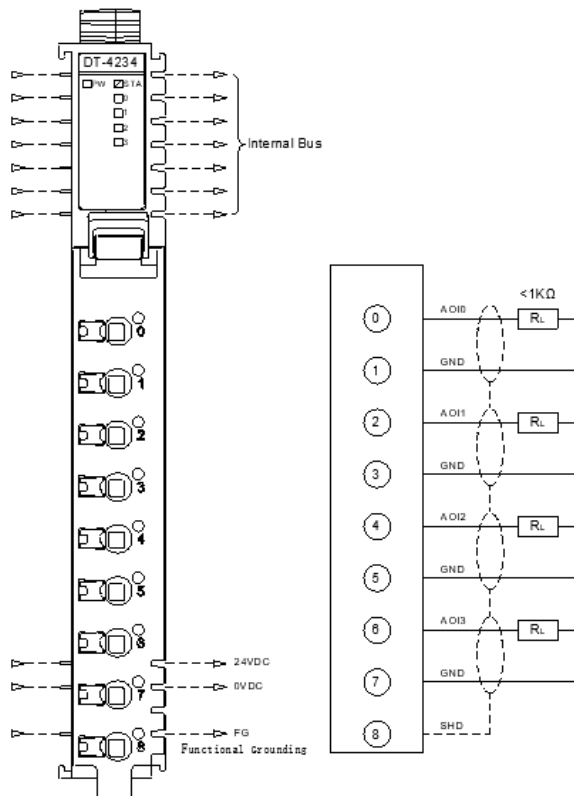 DT-4234
PW STA
0
1
2
3
Internal Bus
0
1
2
3
4
5
6
7
8
24VDC
0VDC
FG
Functional Grounding
<1KΩ
0 AOI0 RL
1 GND
2 AOI1 RL
3 GND
4 AOI2 RL
5 GND
6 AOI3 RL
7 GND
8 SHD